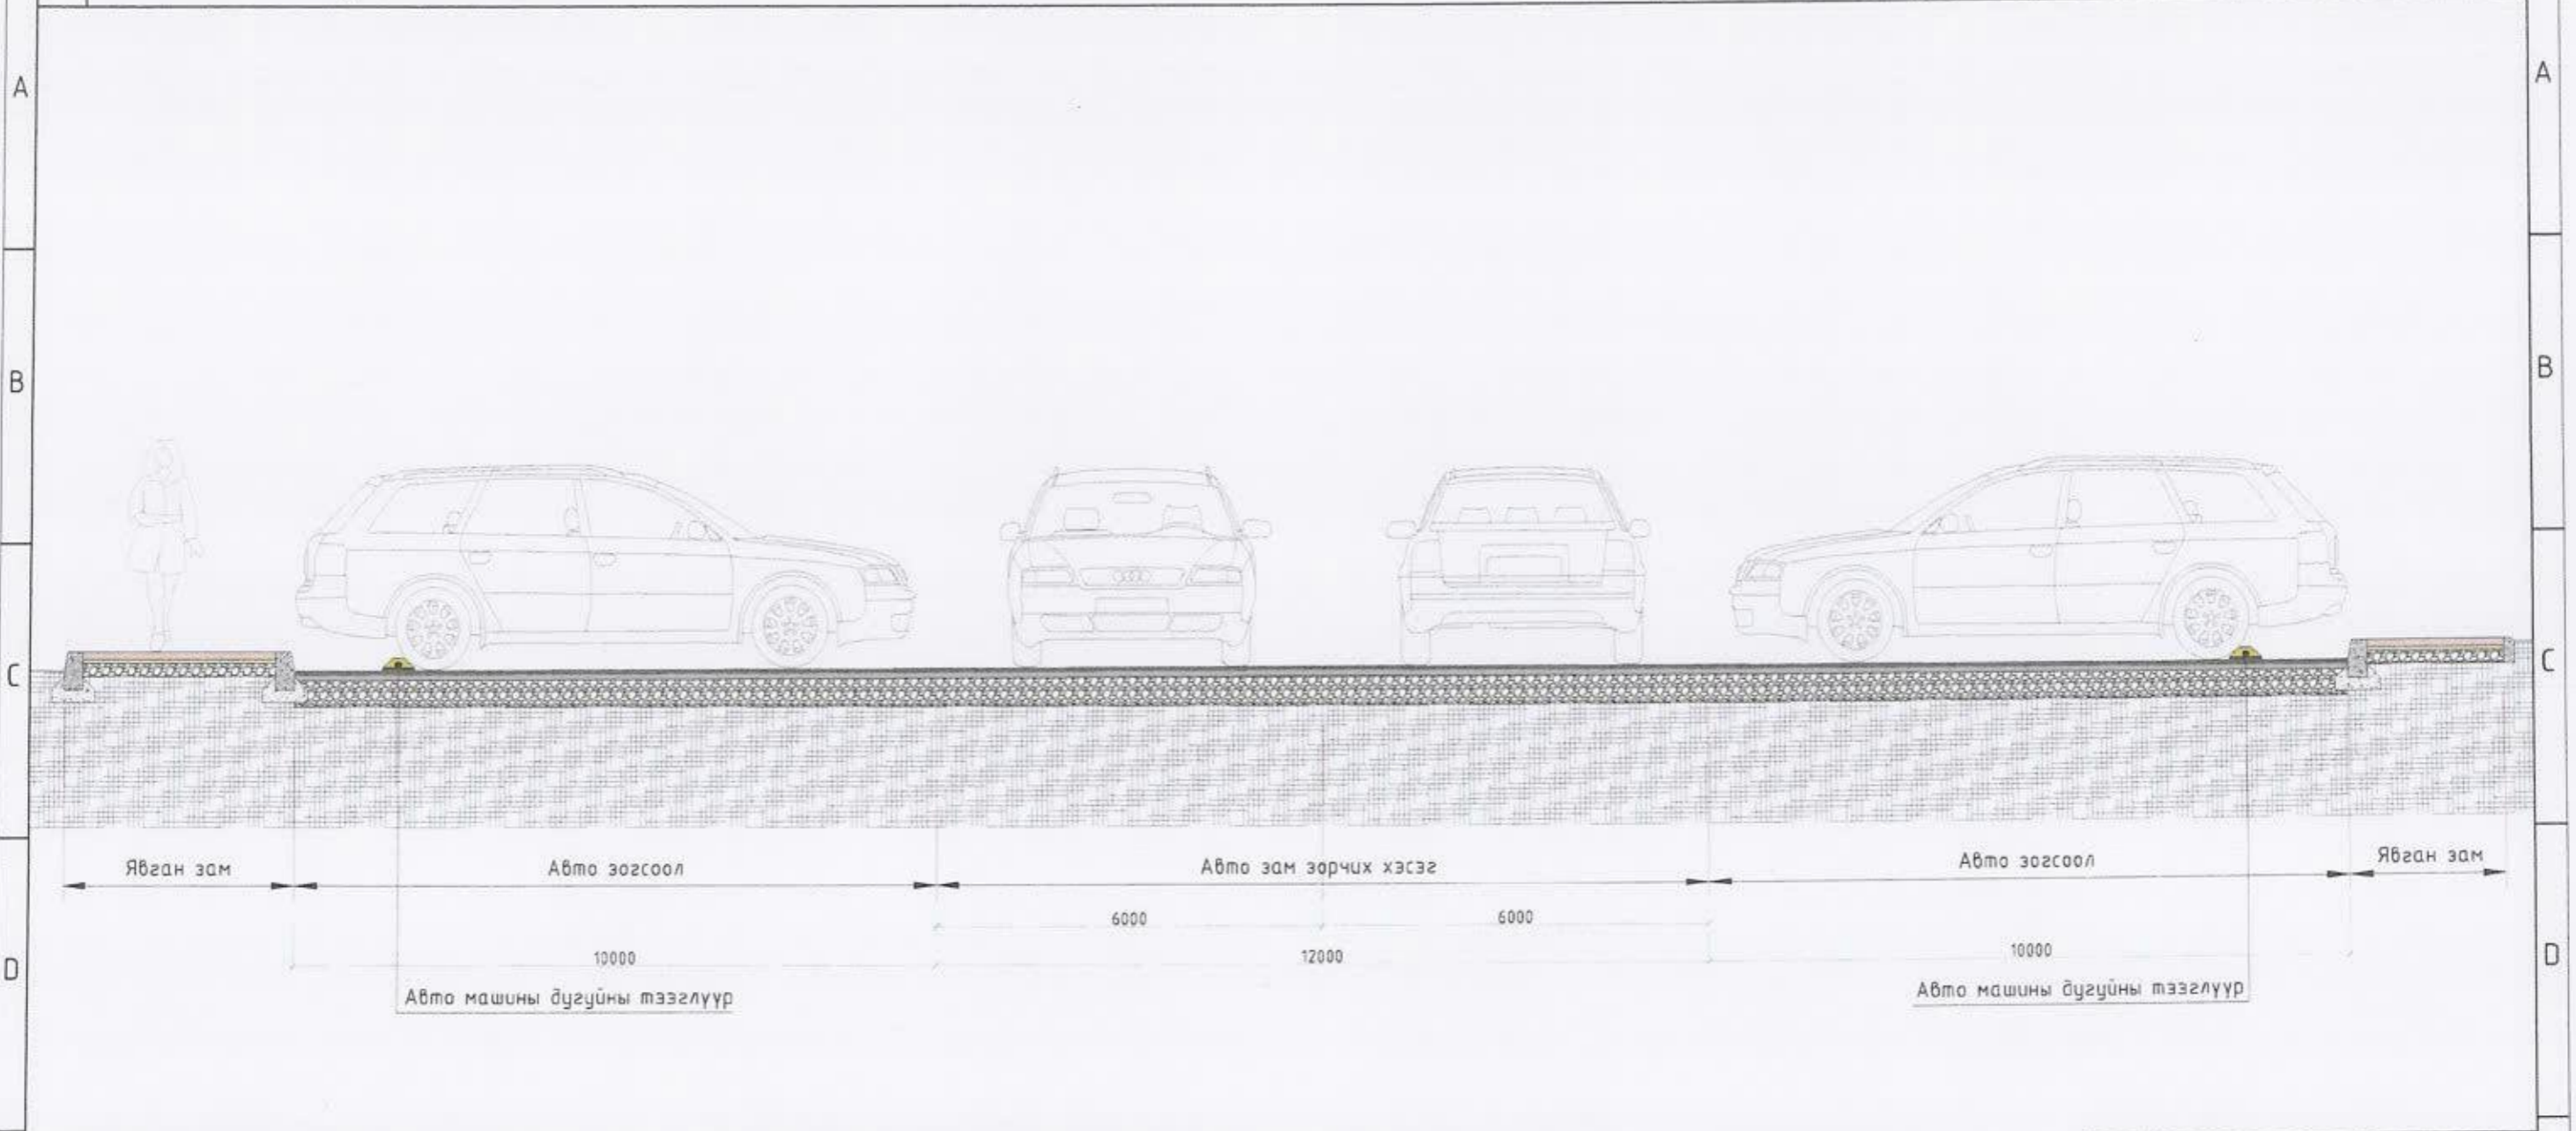 A
A
B
B
C
C
Явган зам
Авто зогсоол
Авто зам зорчих хэсэг
Авто зогсоол
Явган зам
6000
6000
10000
12000
10000
D
D
Авто машины дугуйны тээглүүр
Авто машины дугуйны тээглүүр